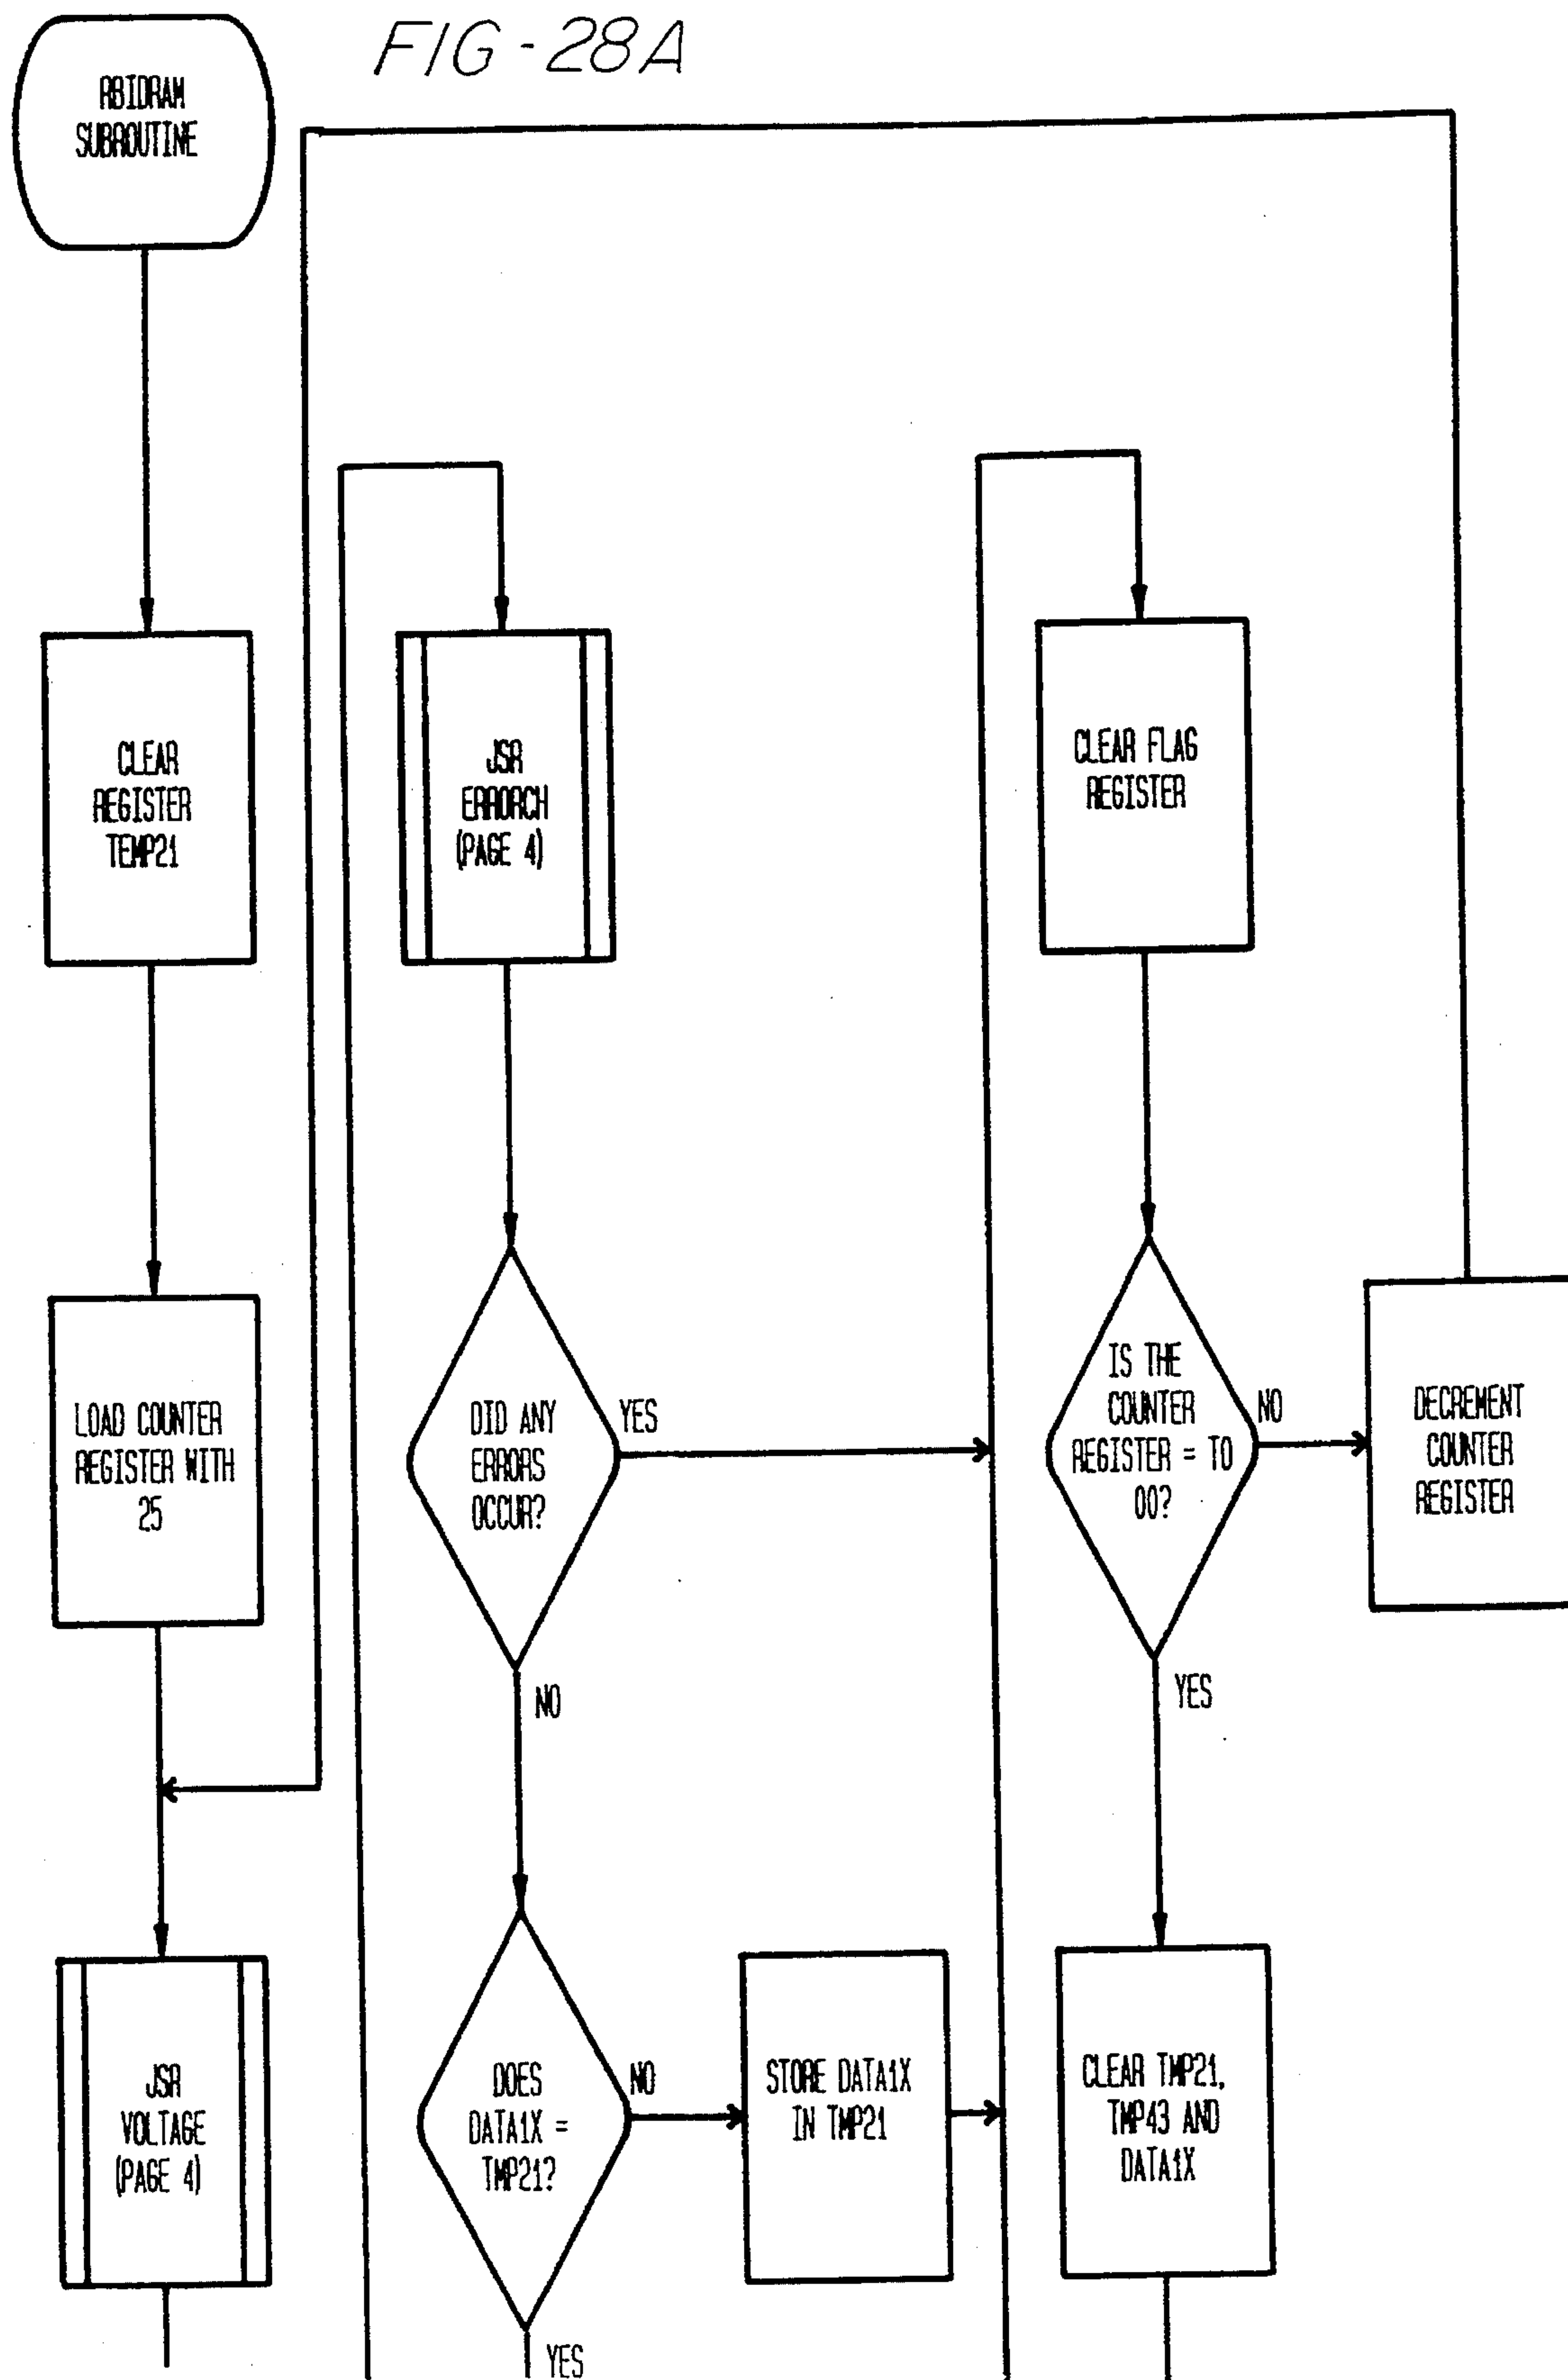 FIG-28A
RBIDRAM
SUBROUTINE
CLEAR
REGISTER
TEMP21
LOAD COUNTER
REGISTER WITH
25
JSR
VOLTAGE
(PAGE 4)
JSR
ERRORCH
(PAGE 4)
DID ANY
ERRORS
OCCUR?
YES
NO
DOES
DATA1X =
TMP21?
NO
YES
STORE DATA1X
IN TMP21
CLEAR FLAG
REGISTER
IS THE
COUNTER
REGISTER = TO
00?
NO
YES
DECREMENT
COUNTER
REGISTER
CLEAR TMP21,
TMP43 AND
DATA1X